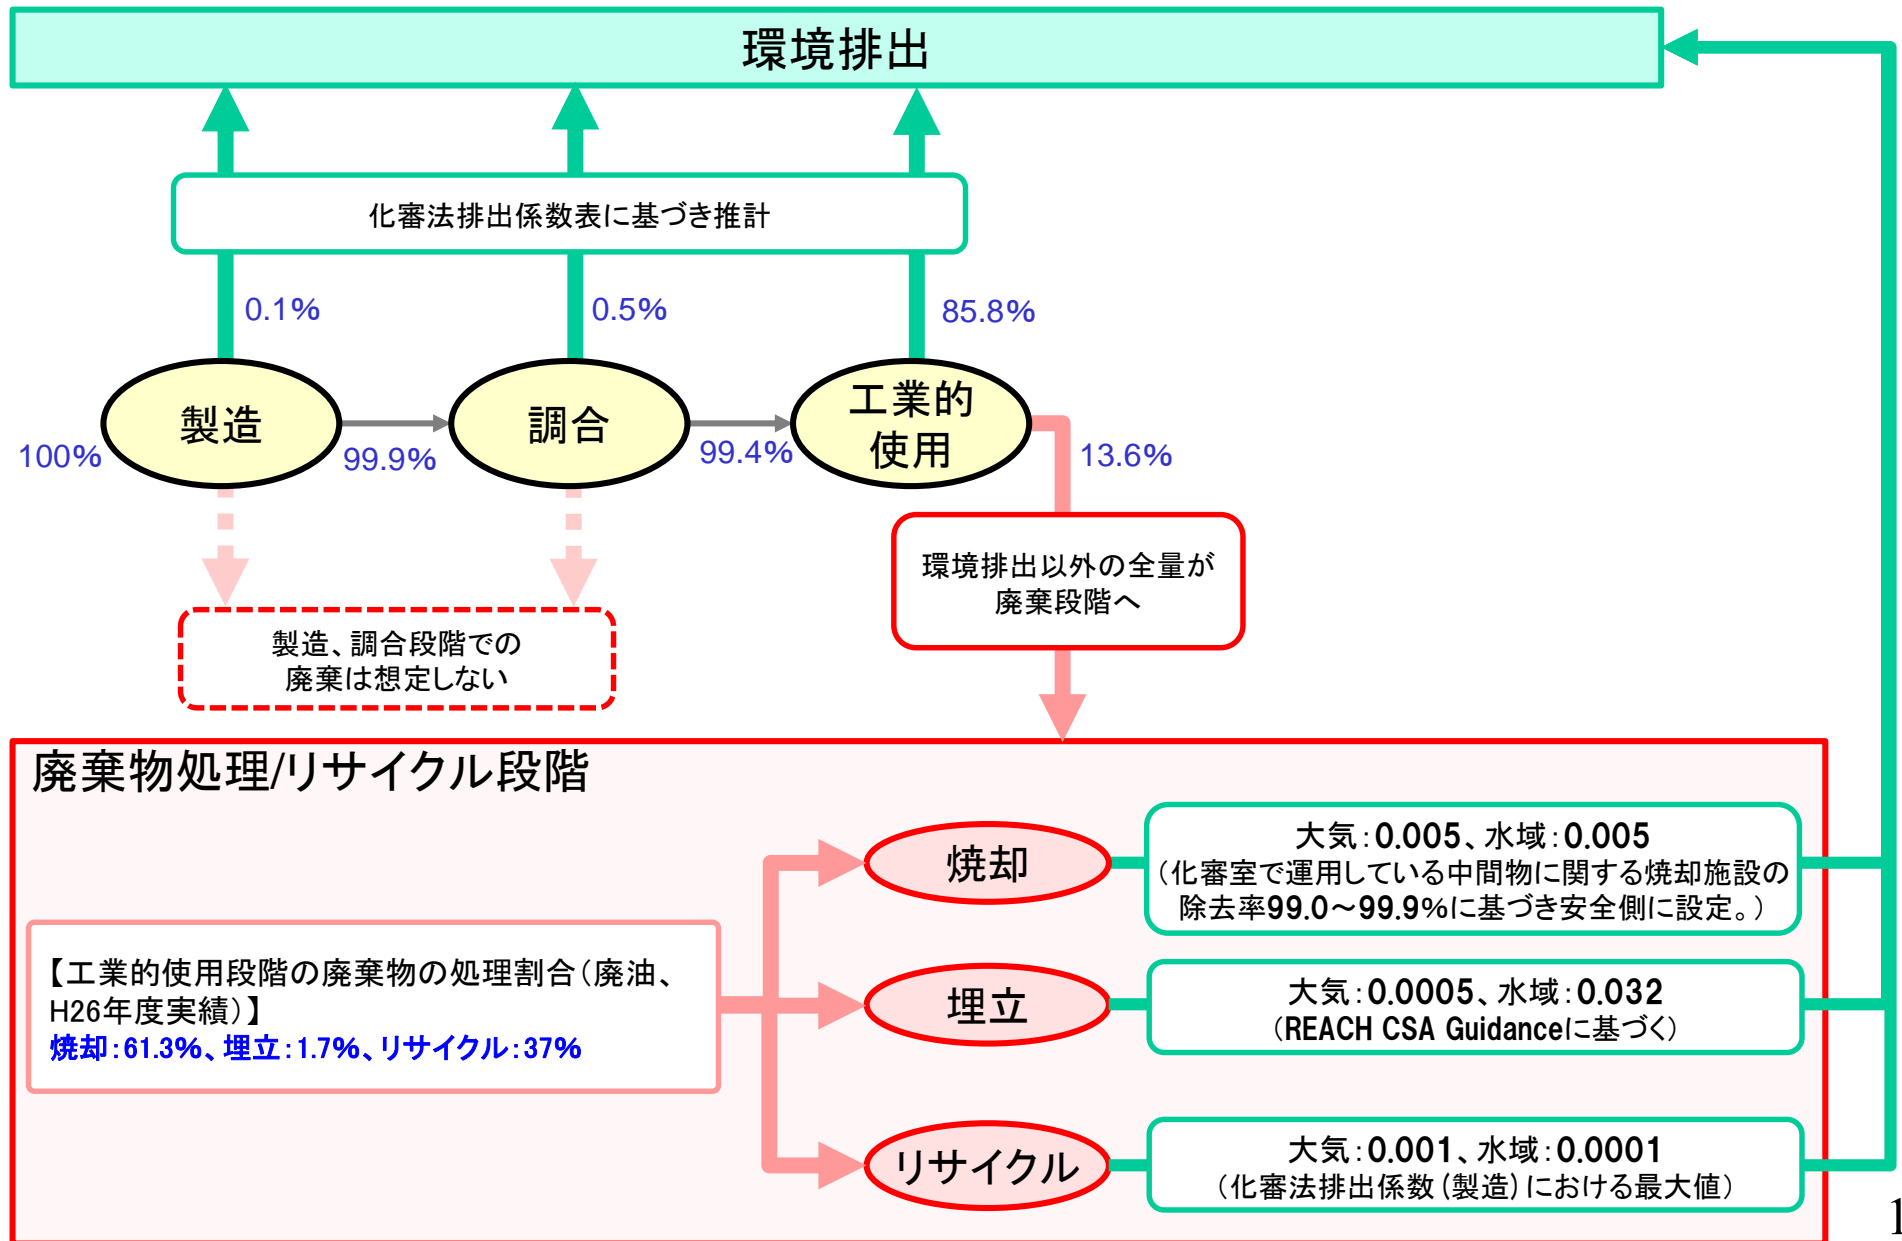 環境排出
化審法排出係数表に基づき推計
0.1%
0.5%
85.8%
製造
調合
工業的
使用
100%
99.9%
99.4%
13.6%
環境排出以外の全量が
廃棄段階へ
製造、調合段階での
廃棄は想定しない
廃棄物処理/リサイクル段階
【工業的使用段階の廃棄物の処理割合（廃油、
H26年度実績）】
焼却：61.3%、埋立：1.7%、リサイクル：37%
焼却
大気：0.005、水域：0.005
（化審室で運用している中間物に関する焼却施設の
除去率99.0～99.9%に基づき安全側に設定。）
埋立
大気：0.0005、水域：0.032
（REACH CSA Guidanceに基づく）
リサイクル
大気：0.001、水域：0.0001
（化審法排出係数（製造）における最大値）
1